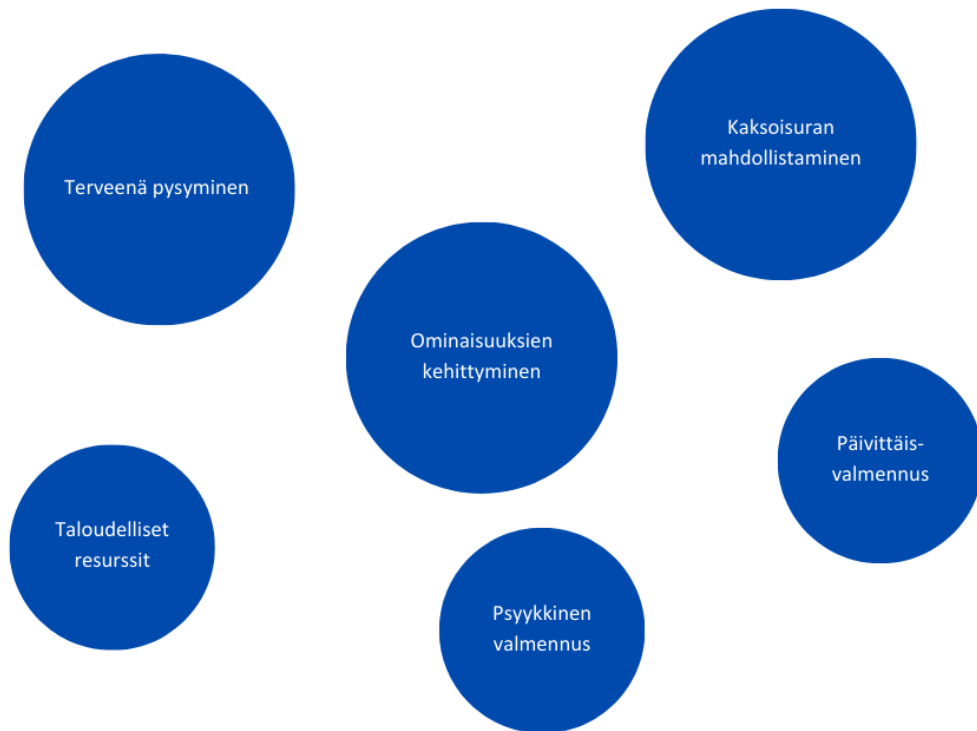 Kaksoisuran
mahdollistaminen
Terveenä pysyminen
Ominaisuuksien
kehittyminen
Päivittäis-
valmennus
Taloudelliset
resurssit
Psyykkinen
valmennus